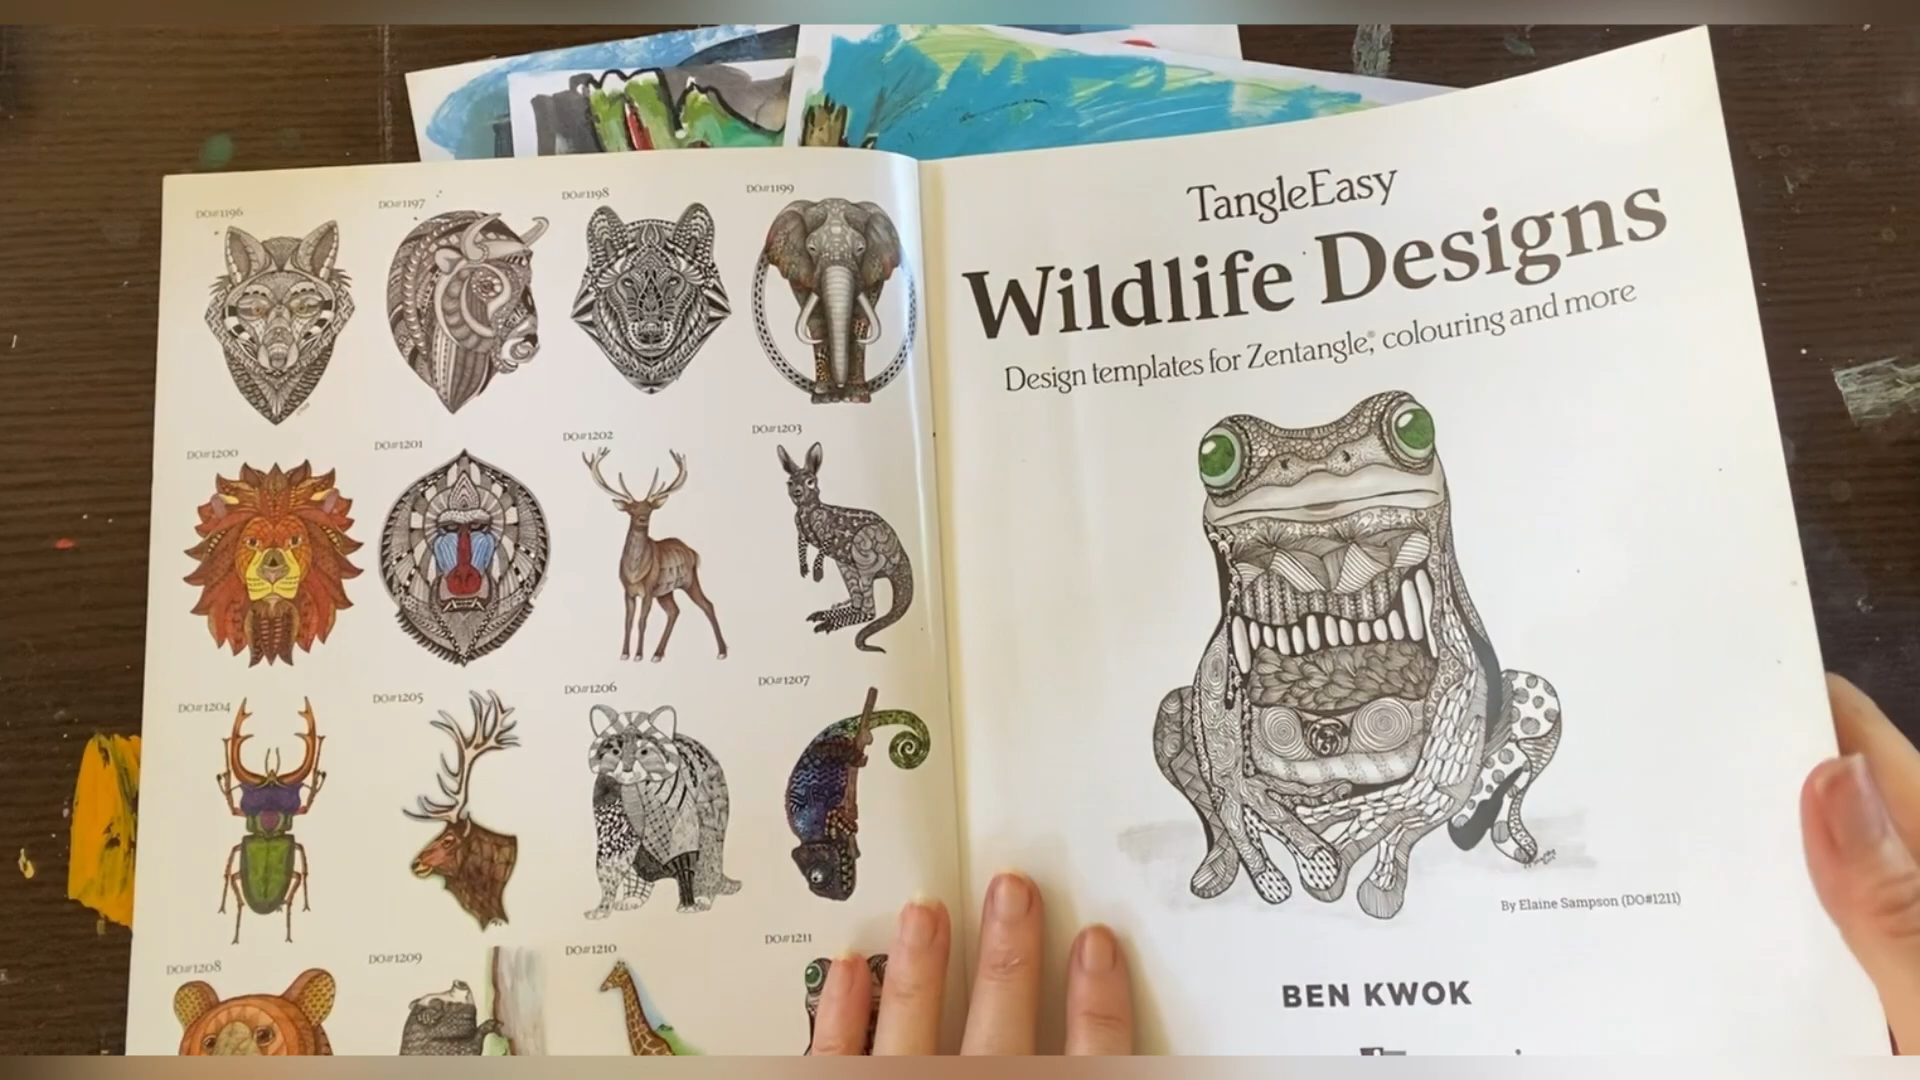 DO#1196
DO#1197
DO#1198
DO#1199
DO#1200
DO#1201
DO#1202
DO#1203
DO#1204
DO#1205
DO#1206
DO#1207
DO#1208
DO#1209
DO#1210
DO#1211
TangleEasy
Wildlife Designs
Design templates for Zentangle®, colouring and more
By Elaine Sampson (DO#1211)
BEN KWOK